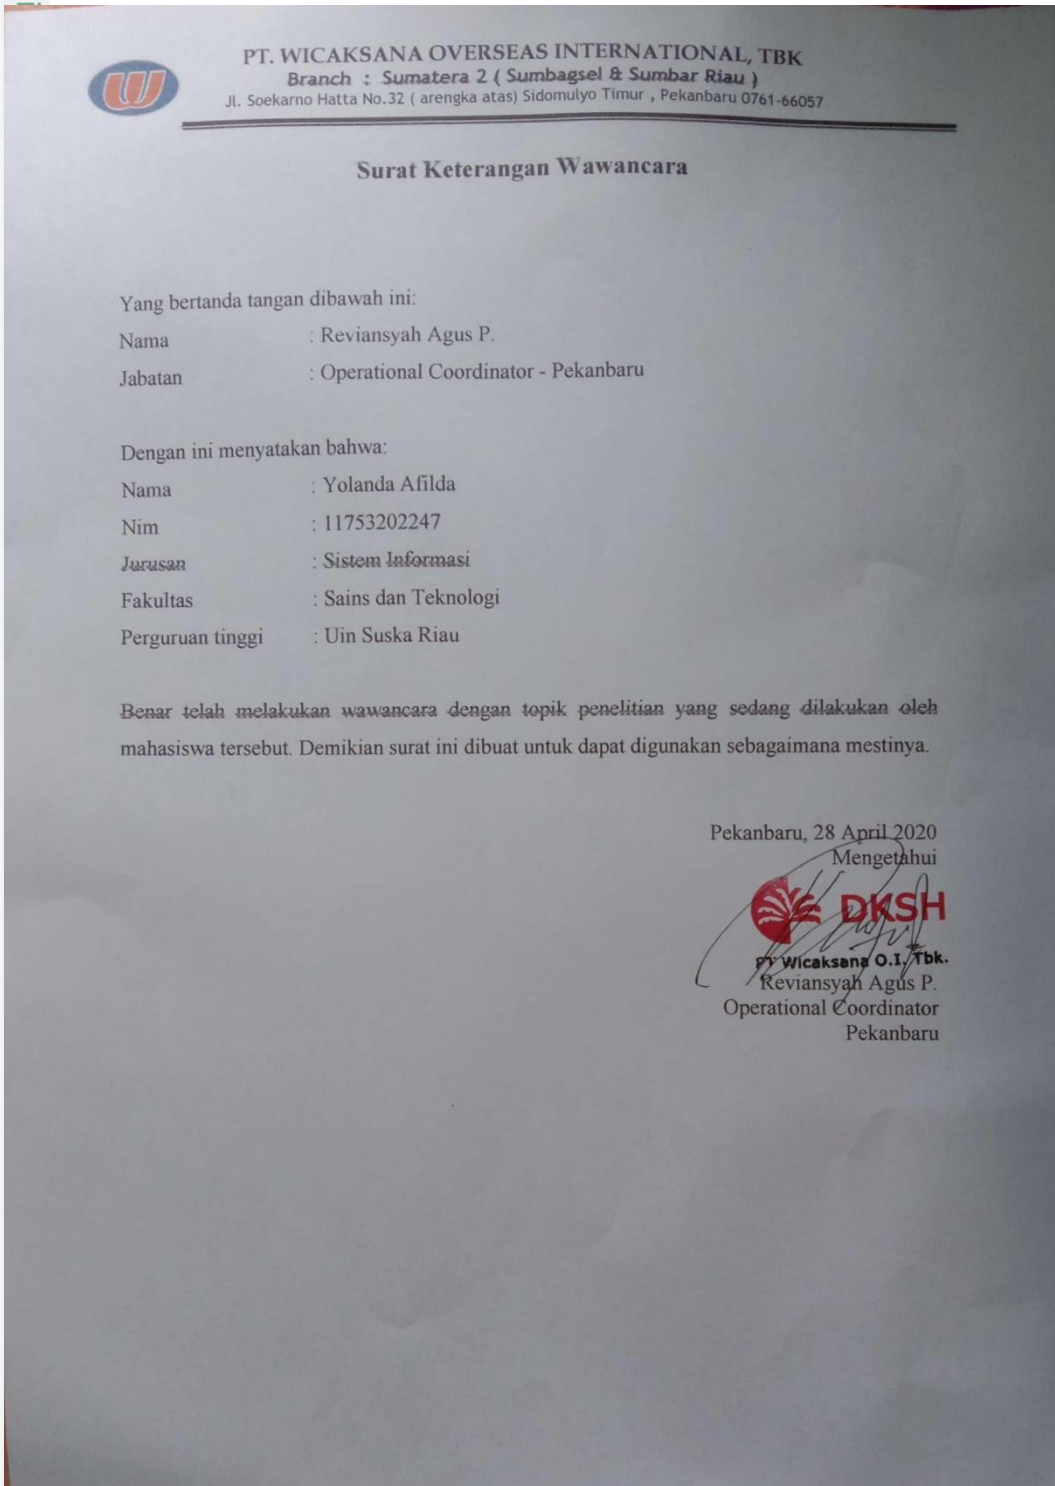 PT. WICAKSANA OVERSEAS INTERNATIONAL, TBK
Branch : Sumatera 2 ( Sumbagsel & Sumbar Riau )
Jl. Soekarno Hatta No.32 ( arengka atas) Sidomulyo Timur , Pekanbaru 0761-66057
Surat Keterangan Wawancara
Yang bertanda tangan dibawah ini:
Nama : Reviansyah Agus P.
Jabatan : Operational Coordinator - Pekanbaru
Dengan ini menyatakan bahwa:
Nama : Yolanda Afilda
Nim : 11753202247
Jurusan : Sistem Informasi
Fakultas : Sains dan Teknologi
Perguruan tinggi : Uin Suska Riau
Benar telah melakukan wawancara dengan topik penelitian yang sedang dilakukan oleh
mahasiswa tersebut. Demikian surat ini dibuat untuk dapat digunakan sebagaimana mestinya.
Pekanbaru, 28 April 2020
Mengetahui
DKSH
PT Wicaksana O.I. Tbk.
Reviansyah Agus P.
Operational Coordinator
Pekanbaru